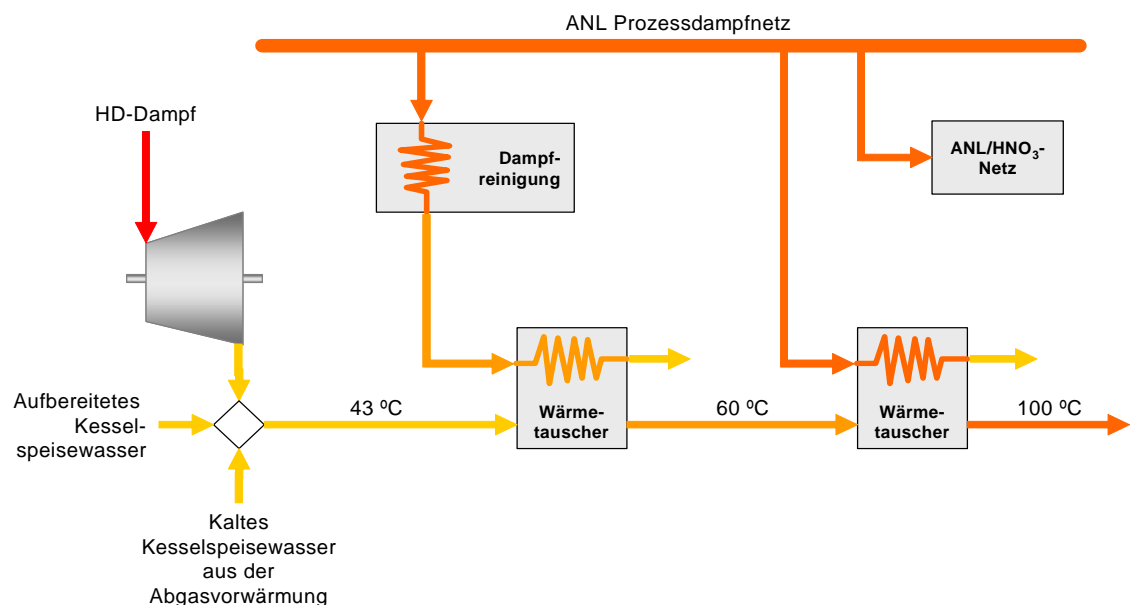 ANL Prozessdampfnetz
HD-Dampf
Dampf-
reinigung
ANL/HNO₃-
Netz
Aufbereitetes
Kessel-
speisewasser
43 ºC
Wärme-
tauscher
60 ºC
Wärme-
tauscher
100 ºC
Kaltes
Kesselspeisewasser
aus der
Abgasvorwärmung